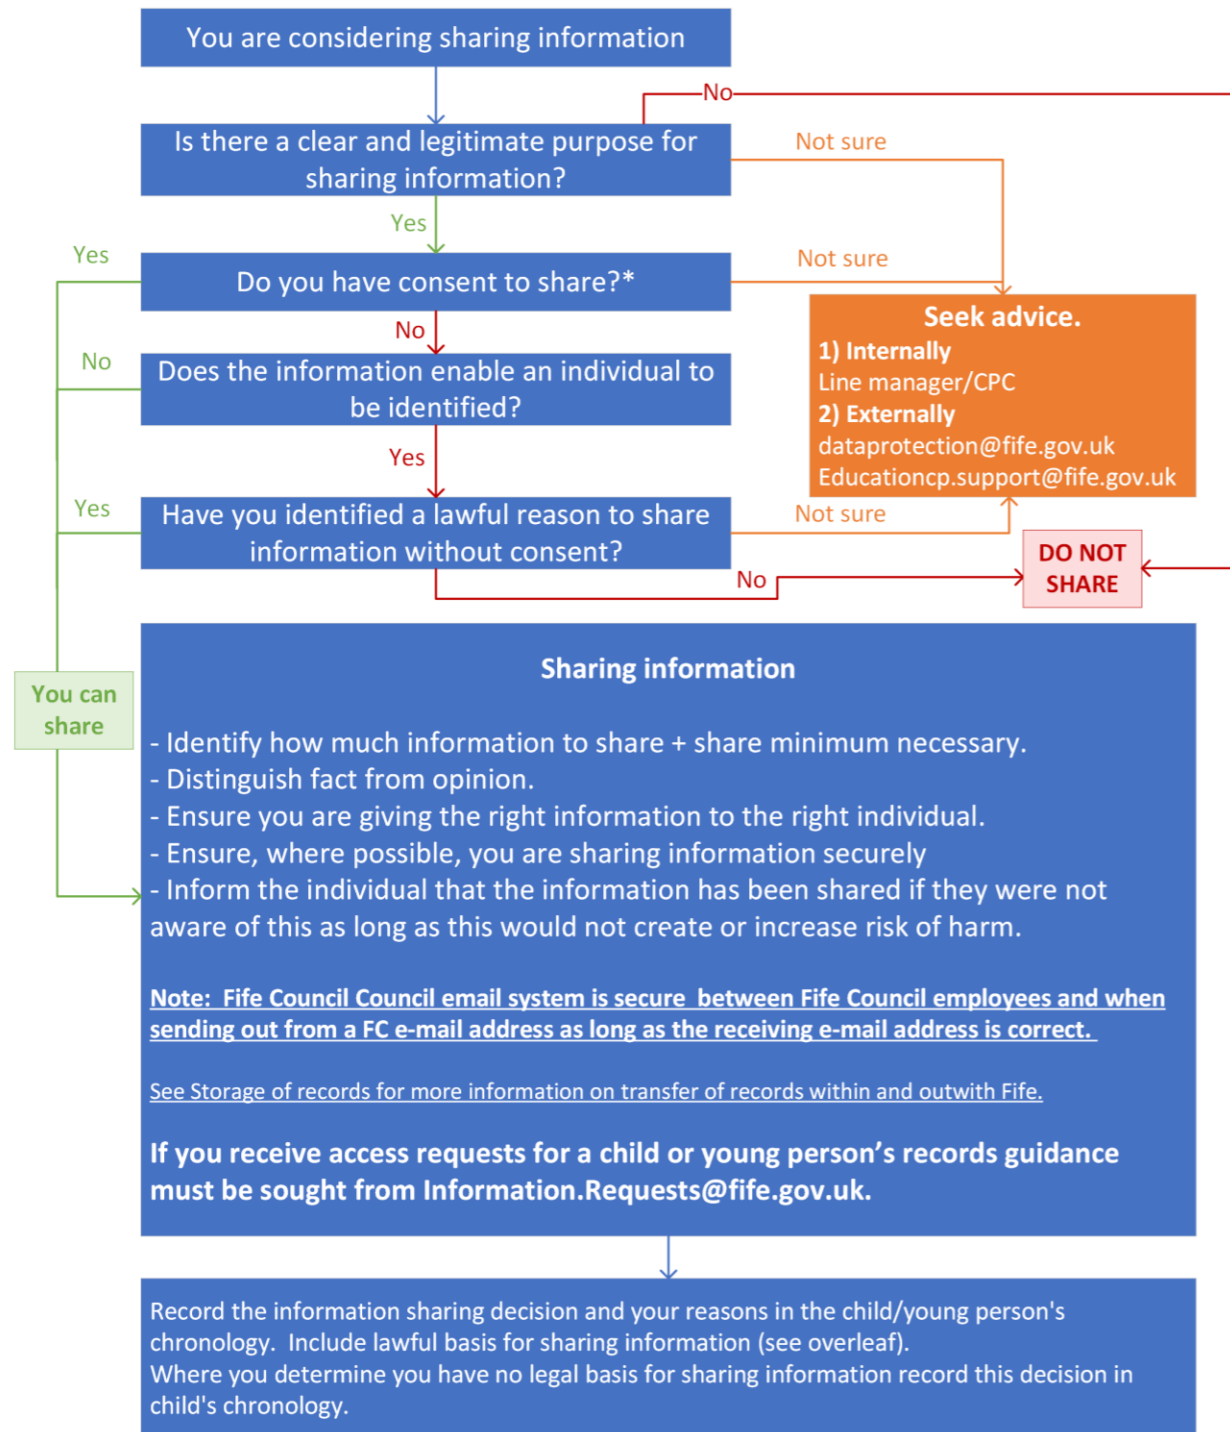 You are considering sharing information
No
Is there a clear and legitimate purpose for
sharing information?
Not sure
Yes
Yes
Do you have consent to share?*
Not sure
No
Seek advice.
1) Internally
Line manager/CPC
2) Externally
dataprotection@fife.gov.uk
Educationcp.support@fife.gov.uk
No
Does the information enable an individual to
be identified?
Yes
Yes
Have you identified a lawful reason to share
information without consent?
Not sure
No
DO NOT
SHARE
You can
share
Sharing information
- Identify how much information to share + share minimum necessary.
- Distinguish fact from opinion.
- Ensure you are giving the right information to the right individual.
- Ensure, where possible, you are sharing information securely
- Inform the individual that the information has been shared if they were not
aware of this as long as this would not create or increase risk of harm.
Note:  Fife Council Council email system is secure  between Fife Council employees and when
sending out from a FC e-mail address as long as the receiving e-mail address is correct.
See Storage of records for more information on transfer of records within and outwith Fife.
If you receive access requests for a child or young person’s records guidance
must be sought from Information.Requests@fife.gov.uk.
Record the information sharing decision and your reasons in the child/young person's
chronology.  Include lawful basis for sharing information (see overleaf).
Where you determine you have no legal basis for sharing information record this decision in
child's chronology.